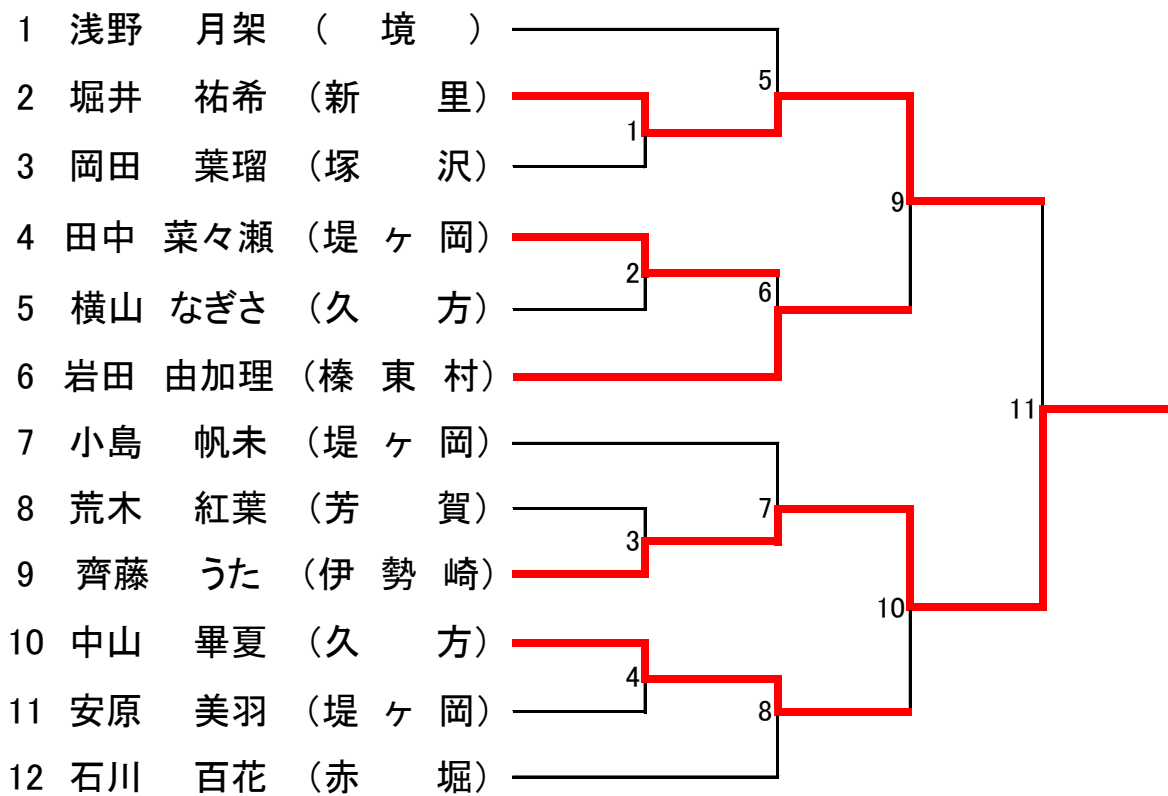 1 浅野 月架 ( 境 )
2 堀井 祐希 (新 里)
3 岡田 葉瑠 (塚 沢)
4 田中 菜々瀬 (堤 ヶ 岡)
5 横山 なぎさ (久 方)
6 岩田 由加理 (榛 東 村)
7 小島 帆未 (堤 ヶ 岡)
8 荒木 紅葉 (芳 賀)
9 齊藤 うた (伊 勢 崎)
10 中山 畢夏 (久 方)
11 安原 美羽 (堤 ヶ 岡)
12 石川 百花 (赤 堀)
1
2
3
4
5
6
7
8
9
10
11